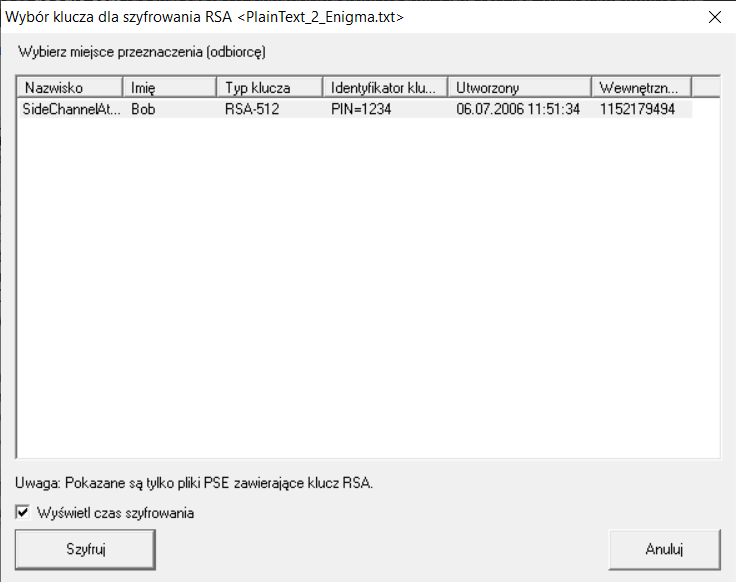 Wybór klucza dla szyfrowania RSA <PlainText_2_Enigma.txt>
Wybierz miejsce przeznaczenia (odbiorcę)
Nazwisko Imię Typ klucza Identyfikator klu... Utworzony Wewnętrzn...
SideChannelAt... Bob RSA-512 PIN=1234 06.07.2006 11:51:34 1152179494
Uwaga: Pokazane są tylko pliki PSE zawierające klucz RSA.
Wyświetl czas szyfrowania
Szyfruj Anuluj